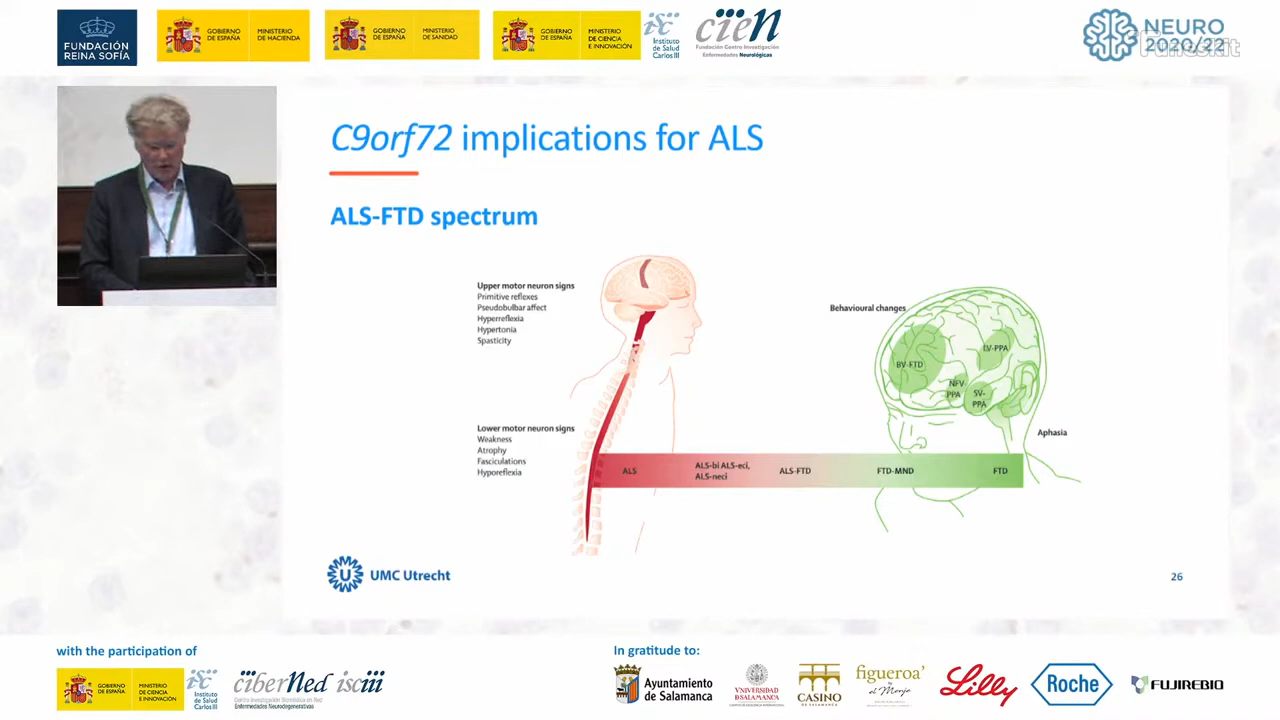 FUNDACIÓN
REINA SOFÍA
GOBIERNO
DE ESPAÑA
MINISTERIO
DE HACIENDA
GOBIERNO
DE ESPAÑA
MINISTERIO
DE SANIDAD
GOBIERNO
DE ESPAÑA
MINISTERIO
DE CIENCIA
E INNOVACIÓN
isc
Instituto
de Salud
Carlos III
cien
Fundación Centro Investigación
Enfermedades Neurológicas
NEURO
2020/22
C9orf72 implications for ALS
ALS-FTD spectrum
Upper motor neuron signs
Primitive reflexes
Pseudobulbar affect
Hyperreflexia
Hypertonia
Spasticity
Lower motor neuron signs
Weakness
Atrophy
Fasciculations
Hyporeflexia
Behavioural changes
BV-FTD
LV-PPA
NFV
PPA
SV-
PPA
Aphasia
ALS
ALS-bi ALS-eci,
ALS-neci
ALS-FTD
FTD-MND
FTD
UMC Utrecht
26
with the participation of
GOBIERNO
DE ESPAÑA
MINISTERIO
DE CIENCIA
E INNOVACIÓN
isc
Instituto
de Salud
Carlos III
ciberNed isciii
Centro Investigación Biomédica en Red
Enfermedades Neurodegenerativas
In gratitude to:
Ayuntamiento
de Salamanca
VNIVERSIDAD
D SALAMANCA
CASINO
DE SALAMANCA
figueroa'
by
el Monje
Lilly
Roche
FUJIREBIO